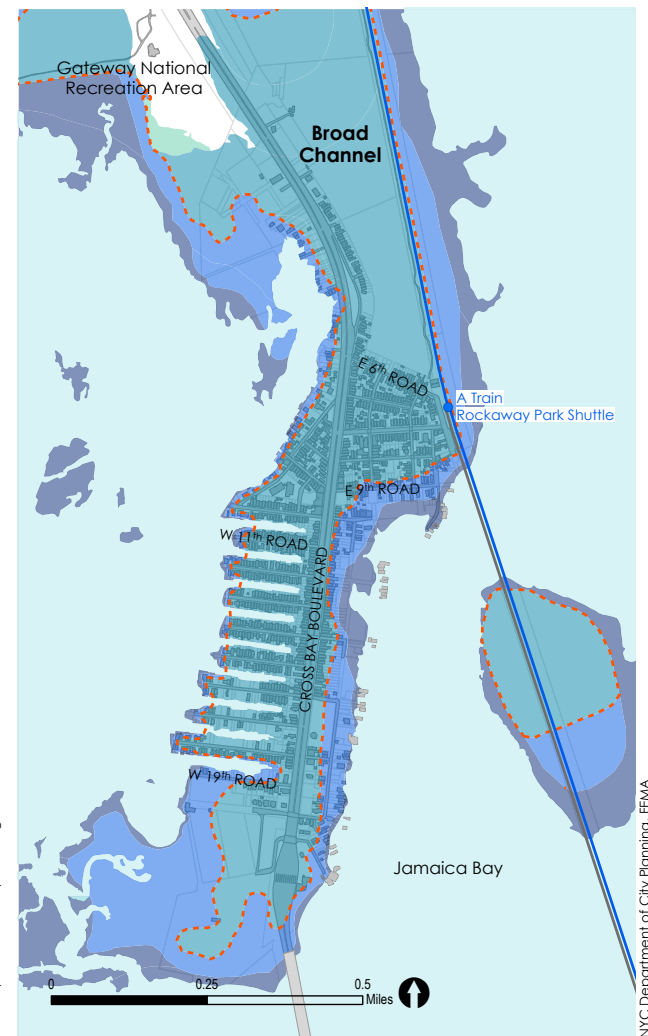 Gateway National
Recreation Area
Broad
Channel
E 6th ROAD
A Train
Rockaway Park Shuttle
E 9th ROAD
W 11th ROAD
CROSS BAY BOULEVARD
W 19th ROAD
Jamaica Bay
0 0.25 0.5
Miles
NYC Department of City Planning, FEMA